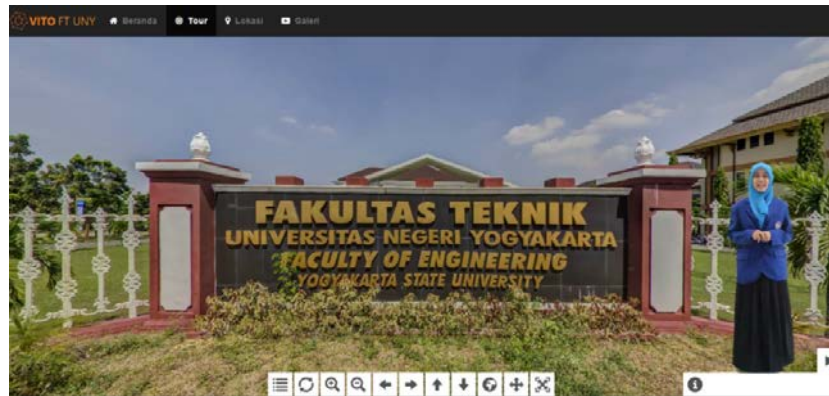 VITO FT UNY Beranda Tour Lokasi Galeri
FAKULTAS TEKNIK
UNIVERSITAS NEGERI YOGYAKARTA
FACULTY OF ENGINEERING
YOGYAKARTA STATE UNIVERSITY